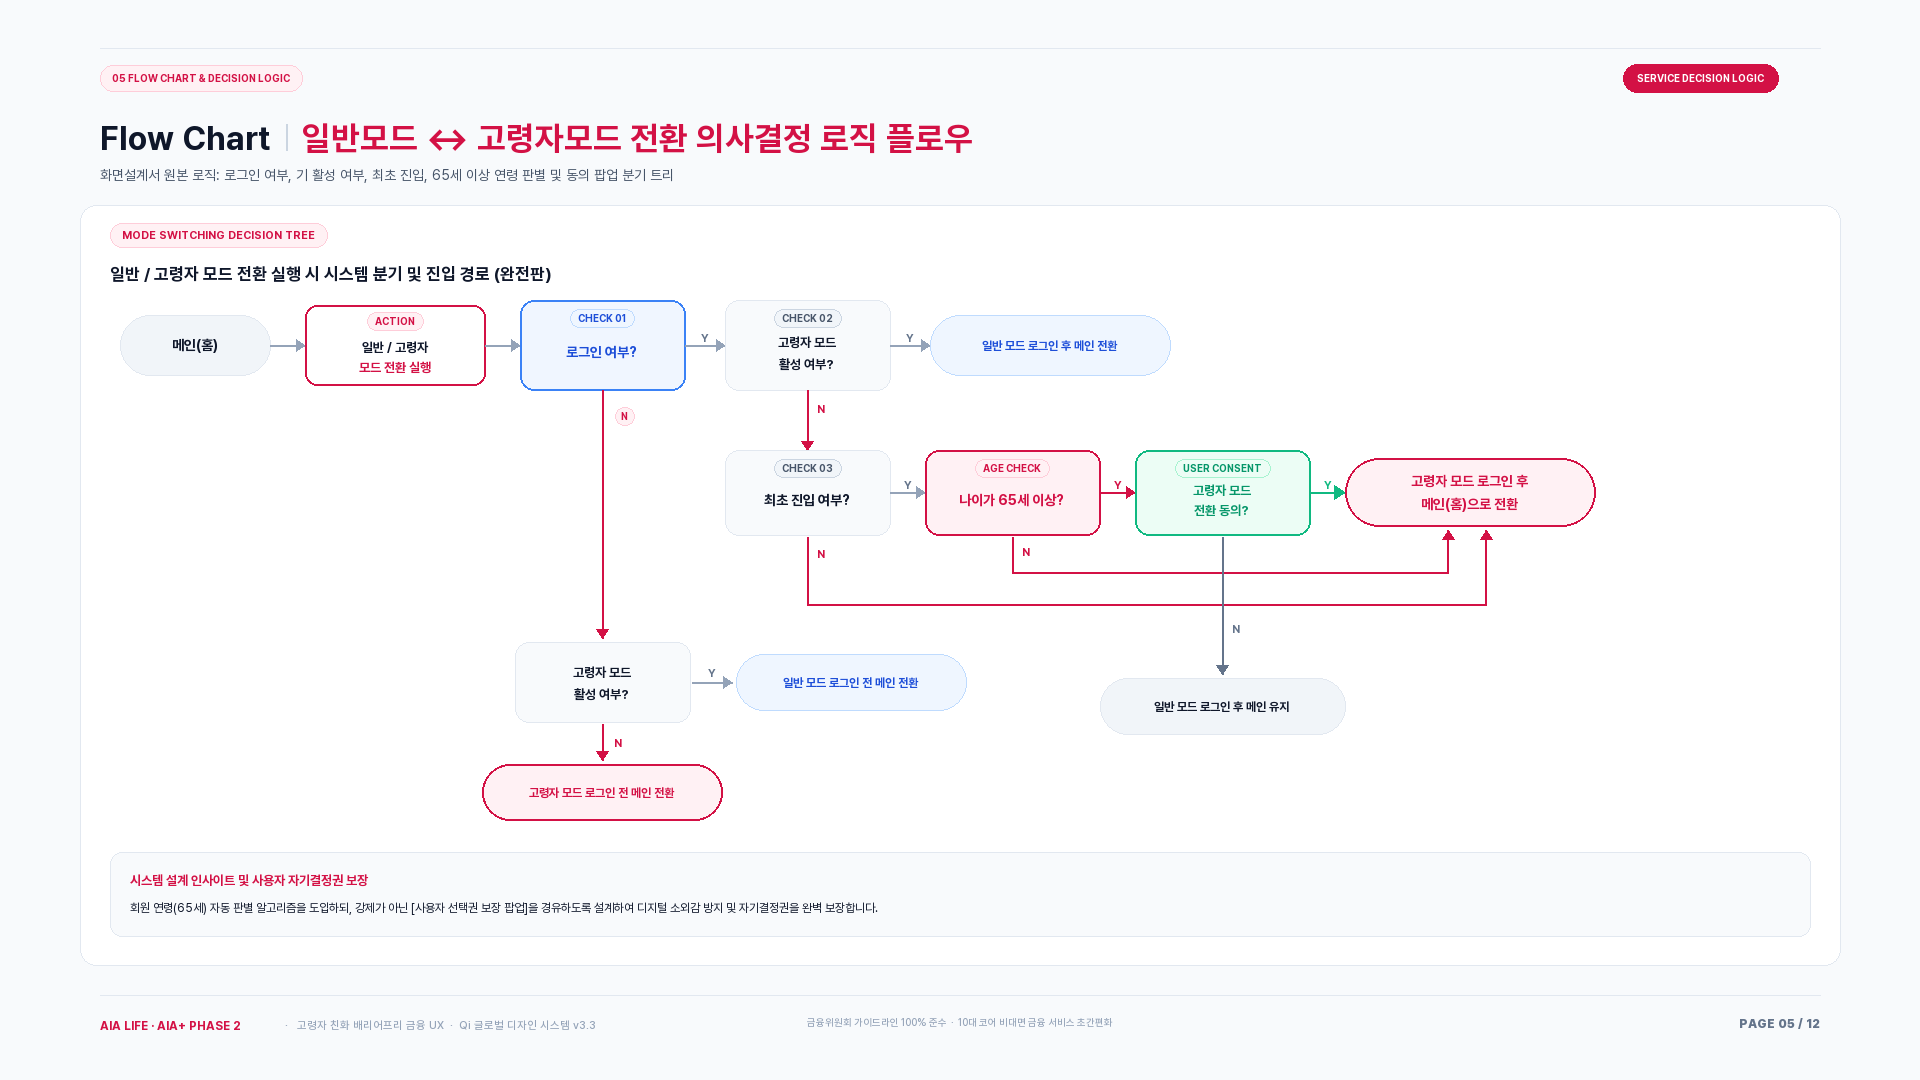 05 FLOW CHART & DECISION LOGIC
SERVICE DECISION LOGIC
Flow Chart | 일반모드 ↔ 고령자모드 전환 의사결정 로직 플로우
화면설계서 원본 로직: 로그인 여부, 기 활성 여부, 최초 진입, 65세 이상 연령 판별 및 동의 팝업 분기 트리
MODE SWITCHING DECISION TREE
일반 / 고령자 모드 전환 실행 시 시스템 분기 및 진입 경로 (완전판)
메인(홈)
ACTION
일반 / 고령자
모드 전환 실행
CHECK 01
로그인 여부?
Y
CHECK 02
고령자 모드
활성 여부?
Y
일반 모드 로그인 후 메인 전환
N
N
CHECK 03
최초 진입 여부?
Y
AGE CHECK
나이가 65세 이상?
Y
USER CONSENT
고령자 모드
전환 동의?
Y
고령자 모드 로그인 후
메인(홈)으로 전환
N
N
N
고령자 모드
활성 여부?
Y
일반 모드 로그인 전 메인 전환
일반 모드 로그인 후 메인 유지
N
고령자 모드 로그인 전 메인 전환
시스템 설계 인사이트 및 사용자 자기결정권 보장
회원 연령(65세) 자동 판별 알고리즘을 도입하되, 강제가 아닌 [사용자 선택권 보장 팝업]을 경유하도록 설계하여 디지털 소외감 방지 및 자기결정권을 완벽 보장합니다.
AIA LIFE · AIA+ PHASE 2 · 고령자 친화 배리어프리 금융 UX · Qi 글로벌 디자인 시스템 v3.3
금융위원회 가이드라인 100% 준수 · 10대 코어 비대면 금융 서비스 초간편화
PAGE 05 / 12